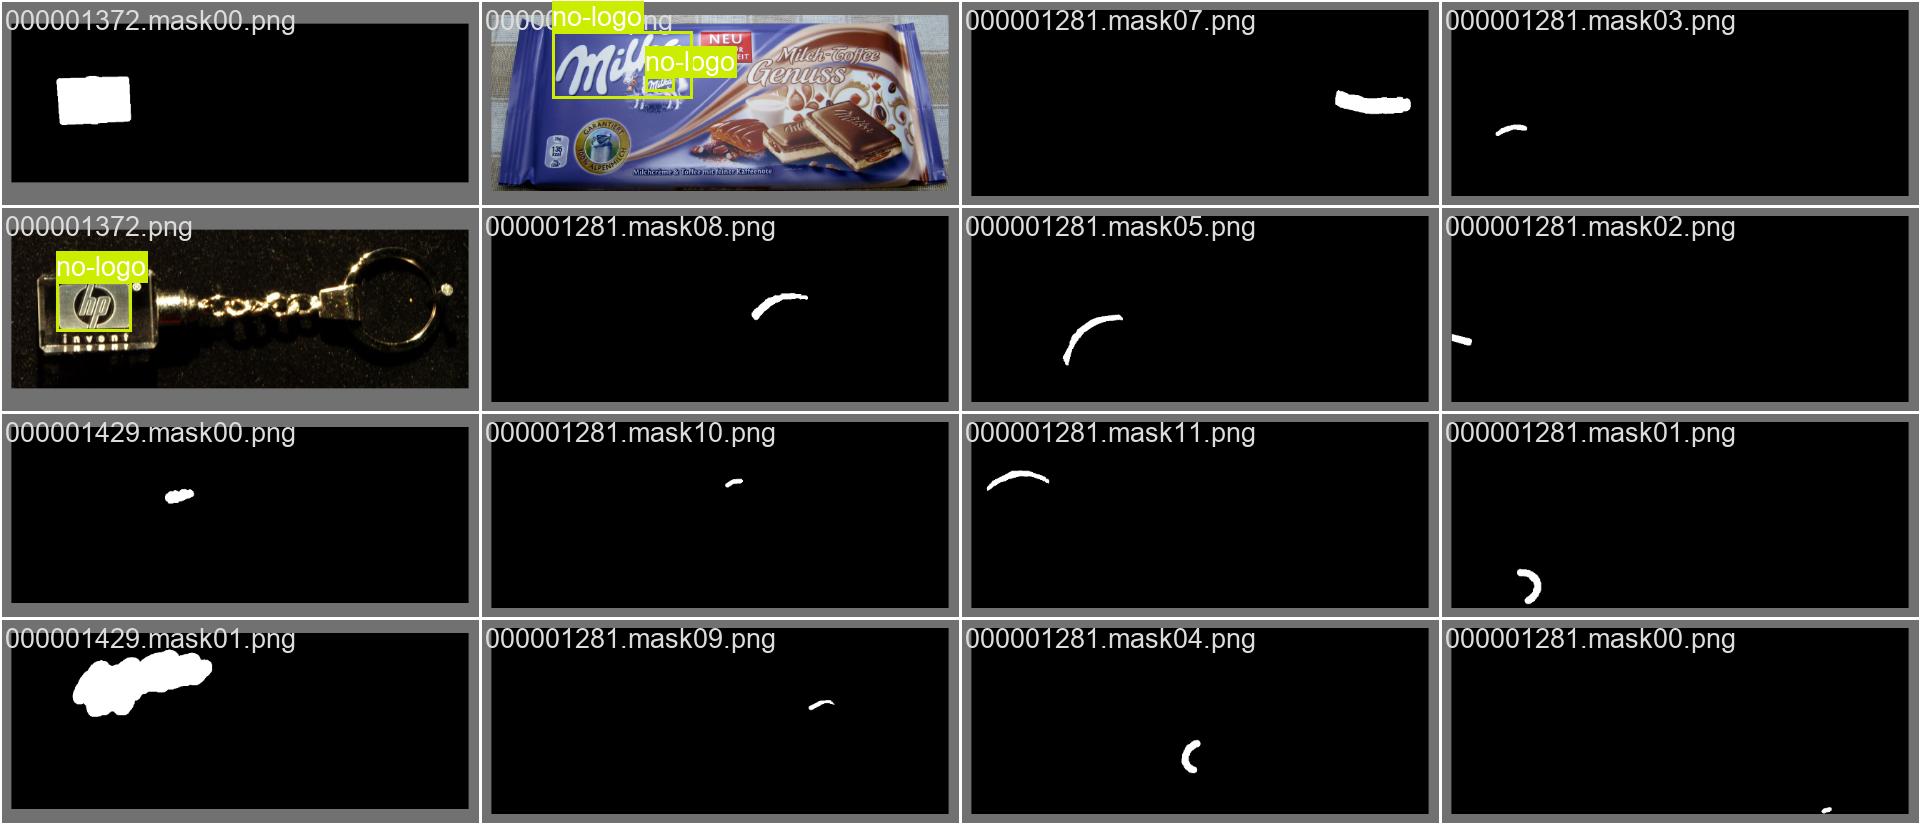 000001372.mask00.png
no-logo
0000
ng
000001281.mask07.png
000001281.mask03.png
Milka
no-logo
NEU
Milka
Milch-Toffee
Genuss
GARANTIERT
100% ALPENMILCH
135
kcal
Milchcrème & Toffee mit feiner Kaffeenote
000001372.png
no-logo
hp
®
invent
000001281.mask08.png
000001281.mask05.png
000001281.mask02.png
000001429.mask00.png
000001281.mask10.png
000001281.mask11.png
000001281.mask01.png
000001429.mask01.png
000001281.mask09.png
000001281.mask04.png
000001281.mask00.png